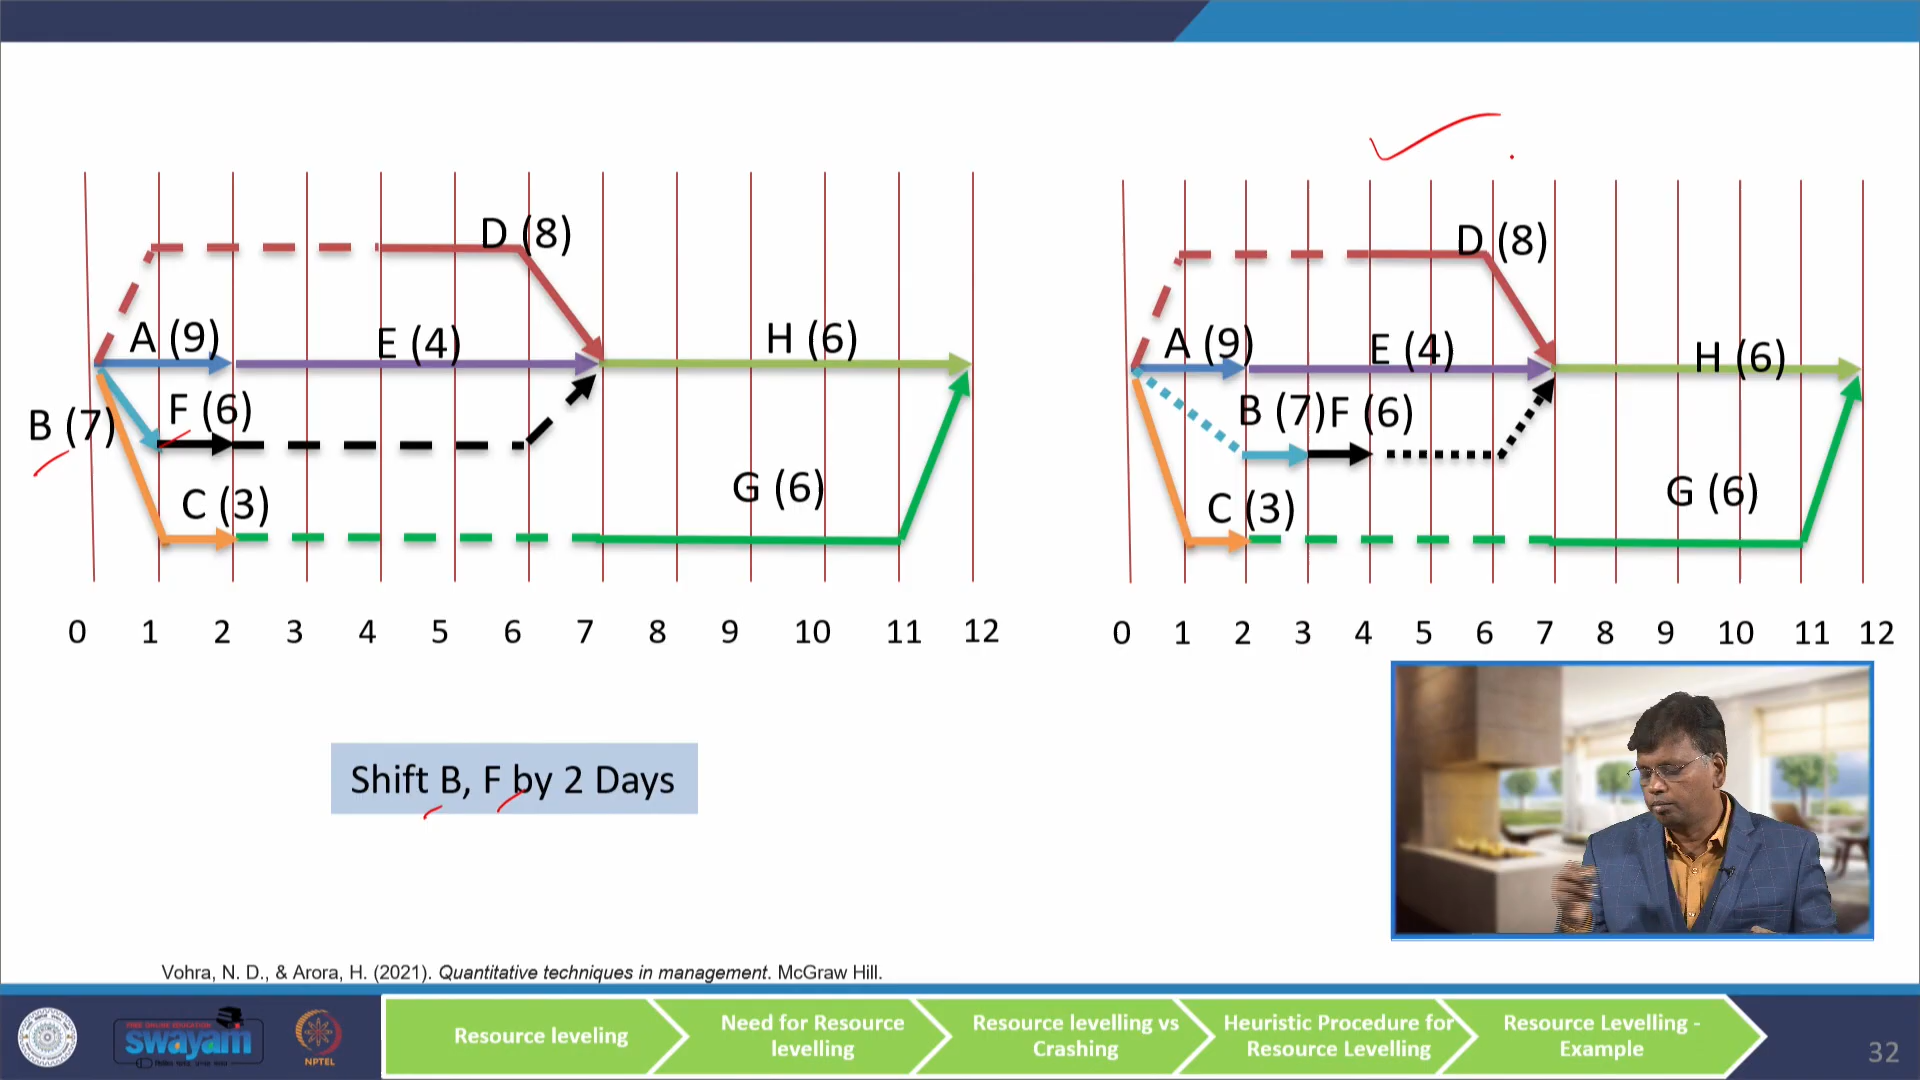 D (8)
A (9)
E (4)
H (6)
B (7)
F (6)
C (3)
G (6)
0 1 2 3 4 5 6 7 8 9 10 11 12
D (8)
A (9)
E (4)
H (6)
B (7) F (6)
C (3)
G (6)
0 1 2 3 4 5 6 7 8 9 10 11 12
Shift B, F by 2 Days
Vohra, N. D., & Arora, H. (2021). Quantitative techniques in management. McGraw Hill.
FREE ONLINE EDUCATION
swayam
NPTEL
Resource leveling
Need for Resource
levelling
Resource levelling vs
Crashing
Heuristic Procedure for
Resource Levelling
Resource Levelling -
Example
32